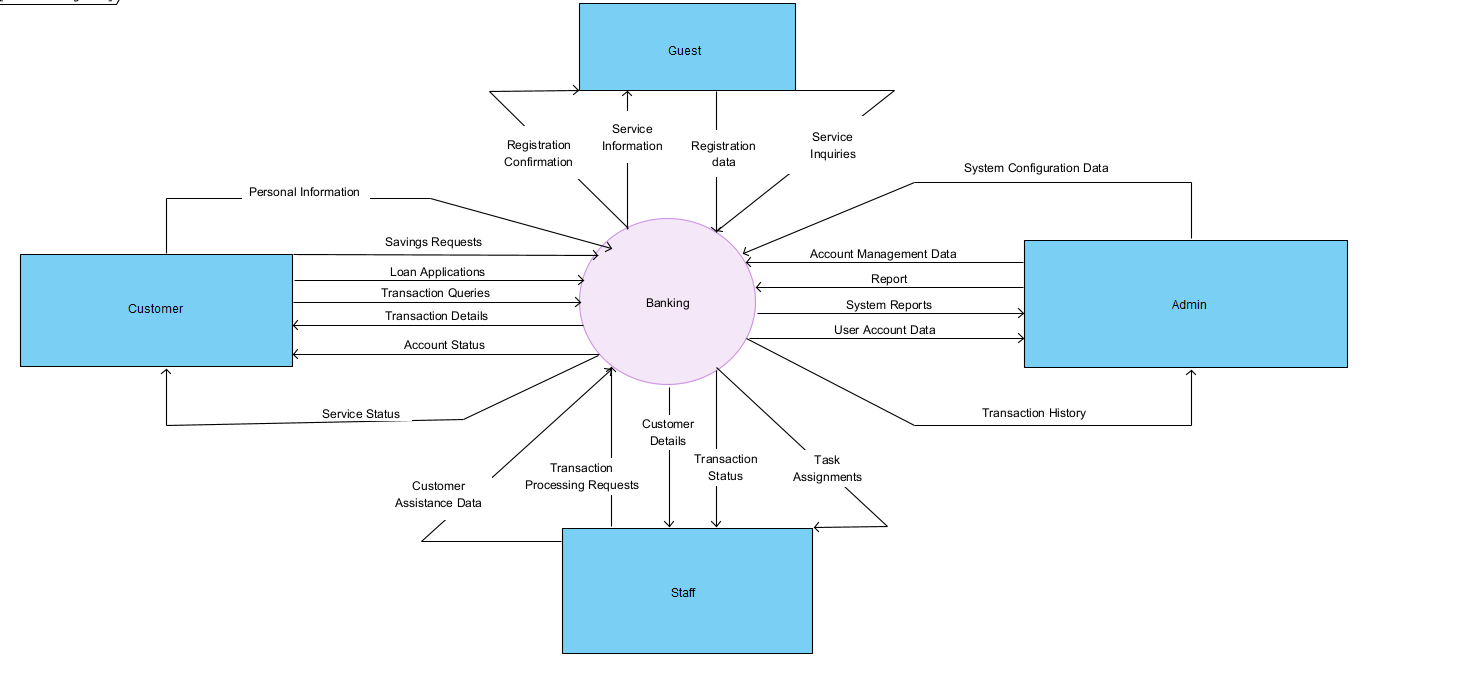 Guest
Registration
Confirmation
Service
Information
Registration
data
Service
Inquiries
System Configuration Data
Personal Information
Savings Requests
Loan Applications
Transaction Queries
Transaction Details
Account Status
Customer
Banking
Account Management Data
Report
System Reports
User Account Data
Admin
Service Status
Transaction History
Customer
Assistance Data
Transaction
Processing Requests
Customer
Details
Transaction
Status
Task
Assignments
Staff